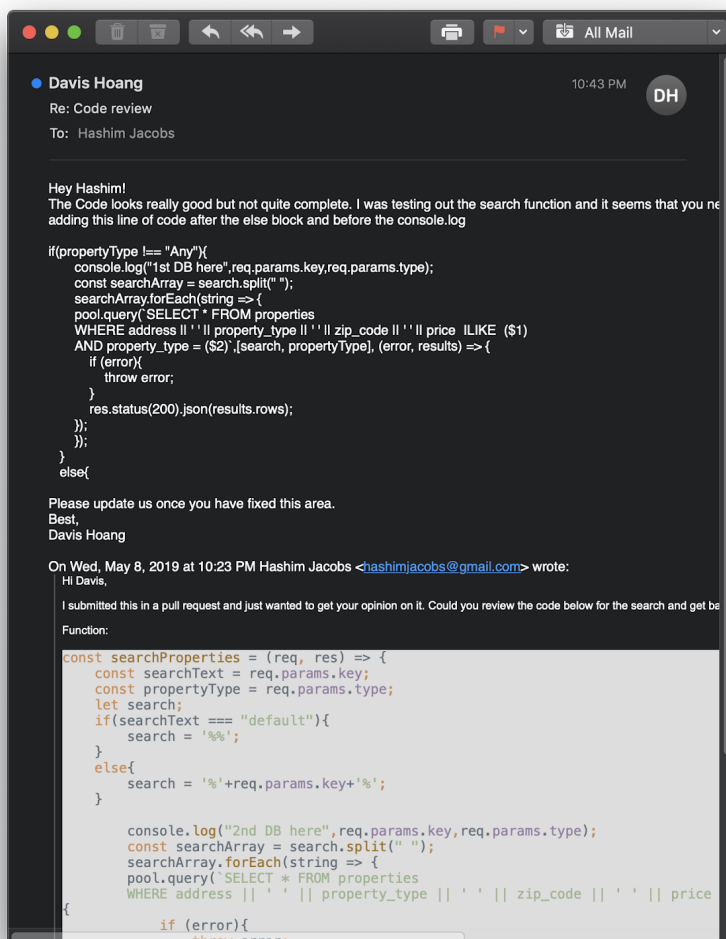 All Mail
Davis Hoang
10:43 PM
DH
Re: Code review
To: Hashim Jacobs
Hey Hashim!
The Code looks really good but not quite complete. I was testing out the search function and it seems that you ne
adding this line of code after the else block and before the console.log
if(propertyType !== "Any"){
console.log("1st DB here",req.params.key,req.params.type);
const searchArray = search.split(" ");
searchArray.forEach(string => {
pool.query(`SELECT * FROM properties
WHERE address || ' ' || property_type || ' ' || zip_code || ' ' || price  ILIKE  ($1)
AND property_type = ($2)`,[search, propertyType], (error, results) => {
if (error){
throw error;
}
res.status(200).json(results.rows);
});
});
}
else{
Please update us once you have fixed this area.
Best,
Davis Hoang
On Wed, May 8, 2019 at 10:23 PM Hashim Jacobs <hashimjacobs@gmail.com> wrote:
Hi Davis,
I submitted this in a pull request and just wanted to get your opinion on it. Could you review the code below for the search and get ba
Function:
const searchProperties = (req, res) => {
const searchText = req.params.key;
const propertyType = req.params.type;
let search;
if(searchText === "default"){
search = '%%';
}
else{
search = '%'+req.params.key+'%';
}
console.log("2nd DB here",req.params.key,req.params.type);
const searchArray = search.split(" ");
searchArray.forEach(string => {
pool.query(`SELECT * FROM properties
WHERE address || ' ' || property_type || ' ' || zip_code || ' ' || price
{
if (error){